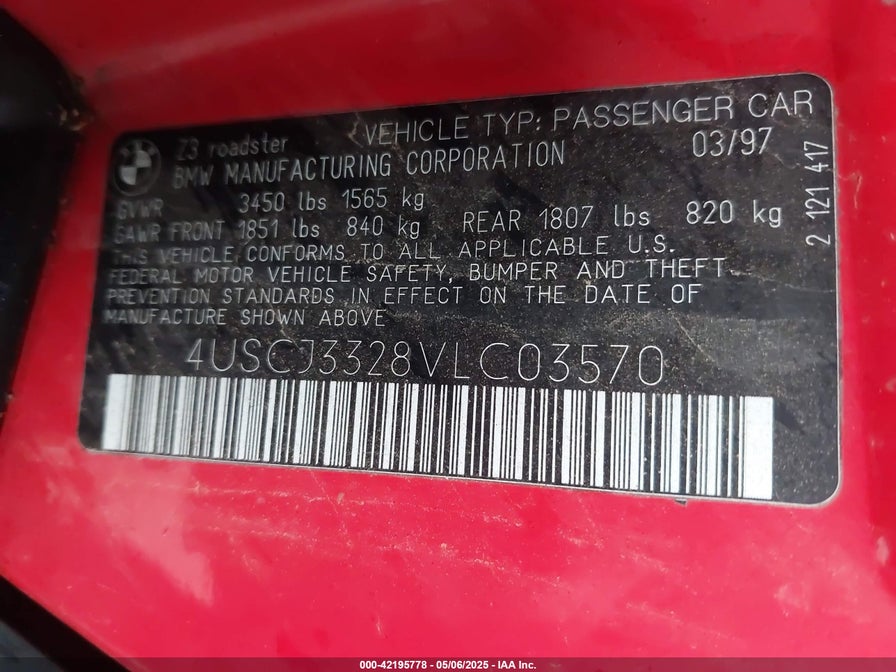 VEHICLE TYP: PASSENGER CAR
Z3 roadster 03/97
BMW MANUFACTURING CORPORATION
GVWR 3450 lbs 1565 kg
GAWR FRONT 1851 lbs 840 kg REAR 1807 lbs 820 kg
THIS VEHICLE CONFORMS TO ALL APPLICABLE U.S.
FEDERAL MOTOR VEHICLE SAFETY, BUMPER AND THEFT
PREVENTION STANDARDS IN EFFECT ON THE DATE OF
MANUFACTURE SHOWN ABOVE
4USCJ3328VLC03570
2 121 417
000-42195778 - 05/06/2025 - IAA Inc.